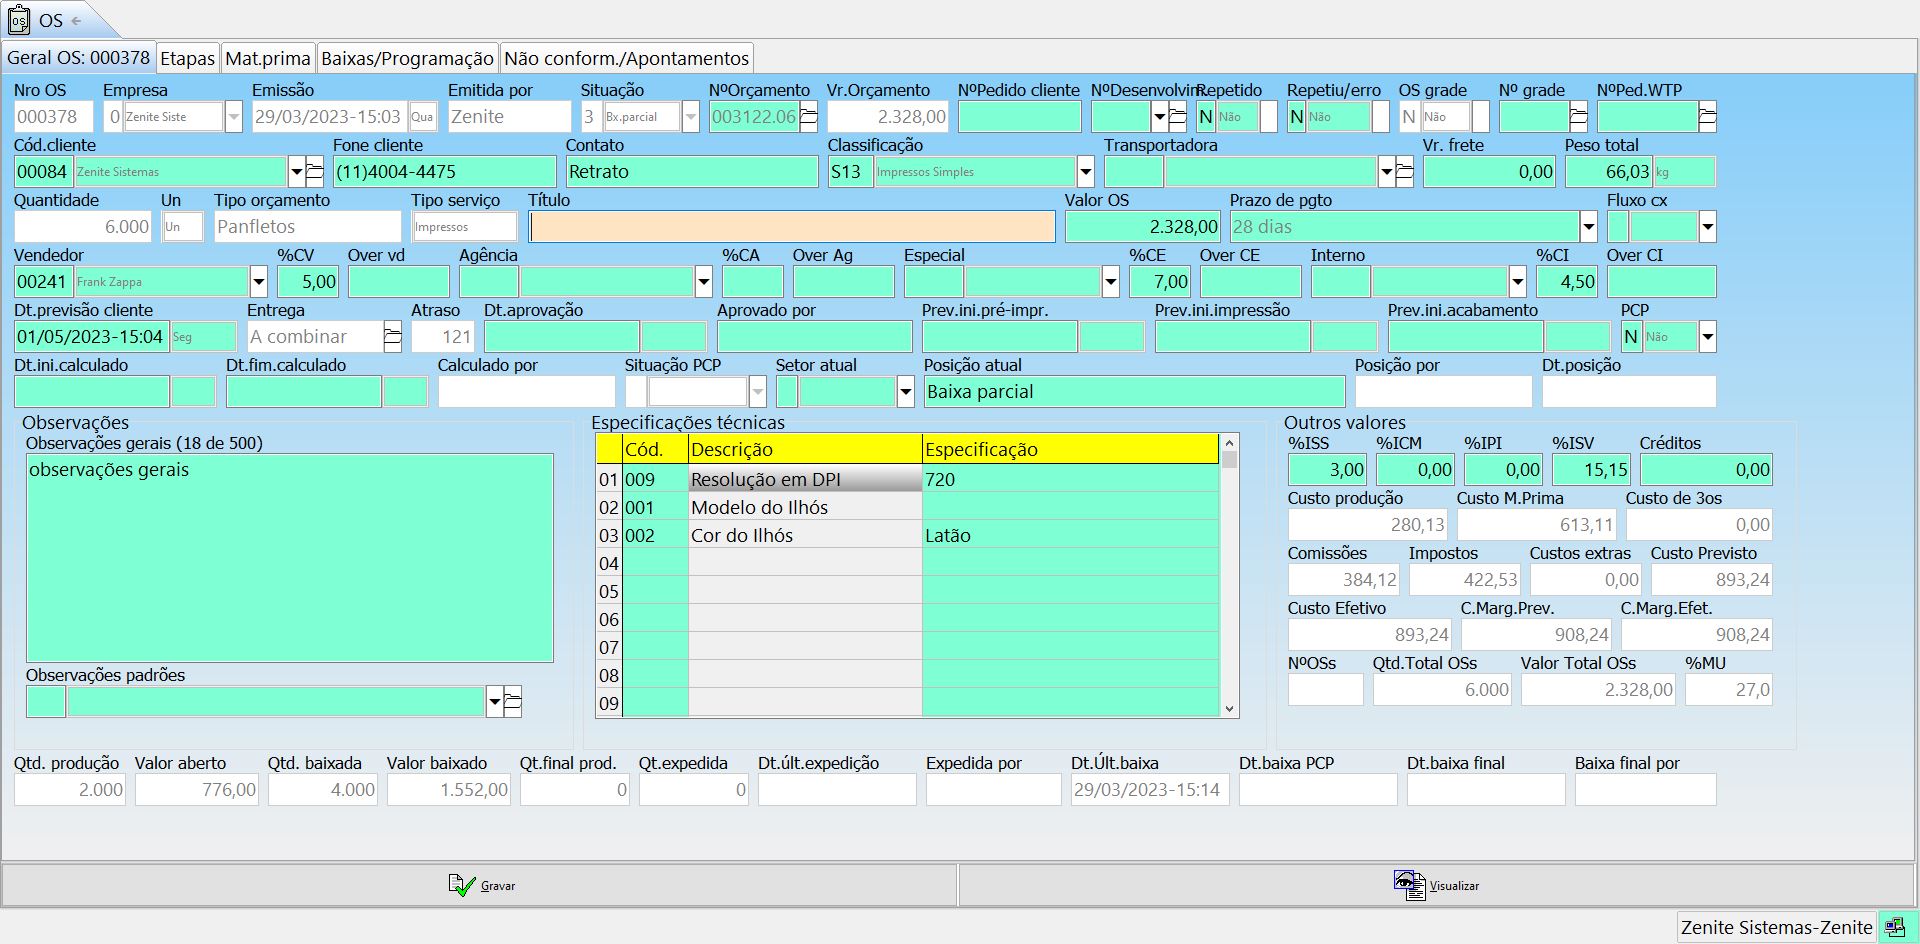 OS
Geral OS: 000378 Etapas Mat.prima Baixas/Programação Não conform./Apontamentos
Nro OS Empresa Emissão Emitida por Situação NºOrçamento Vr.Orçamento NºPedido cliente NºDesenvolvim Repetido Repetiu/erro OS grade Nº grade NºPed.WTP
000378 0 Zenite Siste 29/03/2023-15:03 Qua Zenite 3 Bx.parcial 003122.06 2.328,00 N Não N Não N Não
Cód.cliente Fone cliente Contato Classificação Transportadora Vr. frete Peso total
00084 Zenite Sistemas (11)4004-4475 Retrato S13 Impressos Simples 0,00 66,03 kg
Quantidade Un Tipo orçamento Tipo serviço Título Valor OS Prazo de pgto Fluxo cx
6.000 Un Panfletos Impressos 2.328,00 28 dias
Vendedor %CV Over vd Agência %CA Over Ag Especial %CE Over CE Interno %CI Over CI
00241 Frank Zappa 5,00 7,00 4,50
Dt.previsão cliente Entrega Atraso Dt.aprovação Aprovado por Prev.ini.pré-impr. Prev.ini.impressão Prev.ini.acabamento PCP
01/05/2023-15:04 Seg A combinar 121 N Não
Dt.ini.calculado Dt.fim.calculado Calculado por Situação PCP Setor atual Posição atual Posição por Dt.posição
Baixa parcial
Observações
Observações gerais (18 de 500)
observações gerais
Observações padrões
Especificações técnicas
Cód. Descrição Especificação
01 009 Resolução em DPI 720
02 001 Modelo do Ilhós
03 002 Cor do Ilhós Latão
04
05
06
07
08
09
Outros valores
%ISS %ICM %IPI %ISV Créditos
3,00 0,00 0,00 15,15 0,00
Custo produção Custo M.Prima Custo de 3os
280,13 613,11 0,00
Comissões Impostos Custos extras Custo Previsto
384,12 422,53 0,00 893,24
Custo Efetivo C.Marg.Prev. C.Marg.Efet.
893,24 908,24 908,24
NºOSs Qtd.Total OSs Valor Total OSs %MU
6.000 2.328,00 27,0
Qtd. produção Valor aberto Qtd. baixada Valor baixado Qt.final prod. Qt.expedida Dt.últ.expedição Expedida por Dt.Últ.baixa Dt.baixa PCP Dt.baixa final Baixa final por
2.000 776,00 4.000 1.552,00 0 0 29/03/2023-15:14
Gravar Visualizar
Zenite Sistemas-Zenite